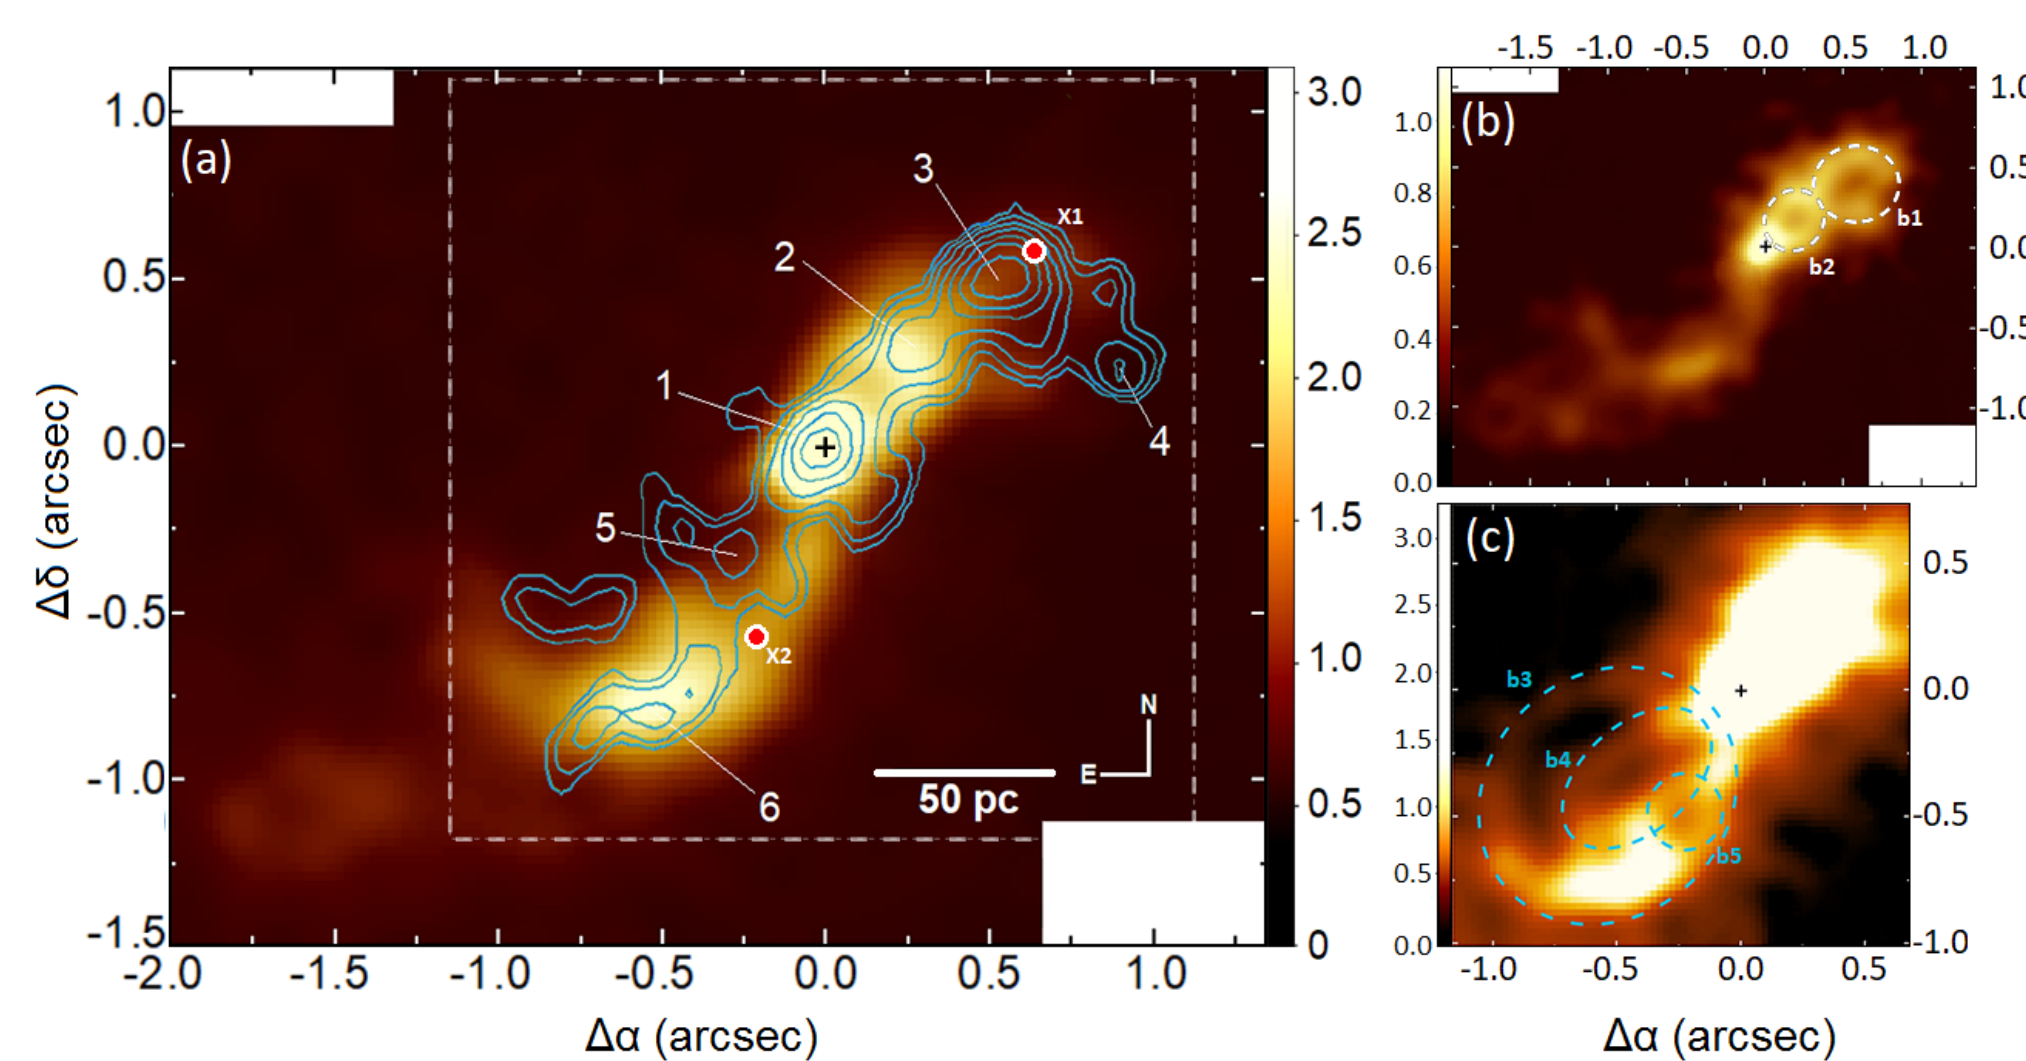 (a)
1.0
0.5
0.0
-0.5
-1.0
-1.5
Δδ (arcsec)
-2.0 -1.5 -1.0 -0.5 0.0 0.5 1.0
Δα (arcsec)
1
2
3
4
5
6
X1
X2
N
E
50 pc
3.0
2.5
2.0
1.5
1.0
0.5
0
-1.5 -1.0 -0.5 0.0 0.5 1.0
(b)
1.0
0.8
0.6
0.4
0.2
0.0
b1
b2
1.0
0.5
0.0
-0.5
-1.0
(c)
3.0
2.5
2.0
1.5
1.0
0.5
0.0
b3
b4
b5
0.5
0.0
-0.5
-1.0
-1.0 -0.5 0.0 0.5
Δα (arcsec)